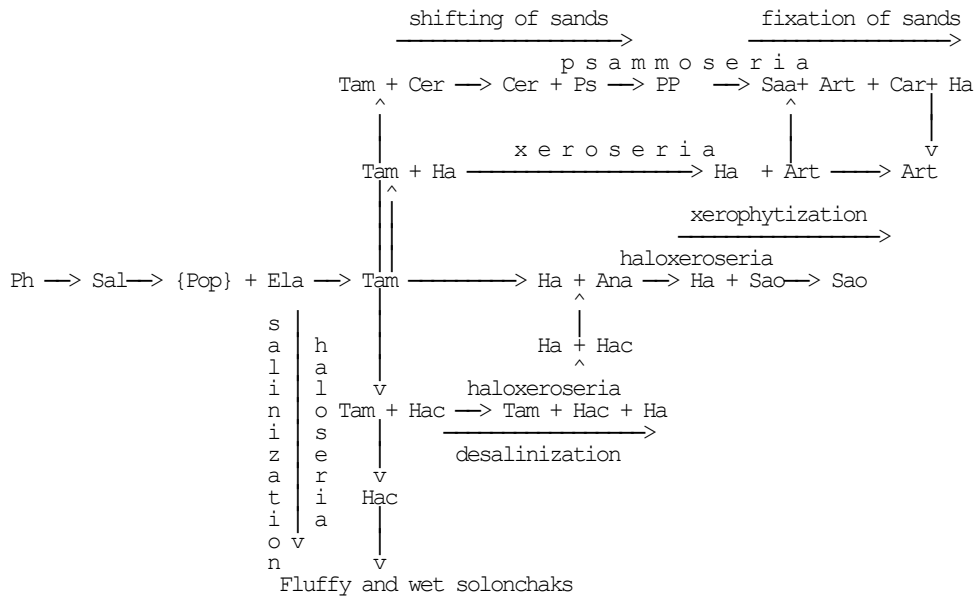 shifting of sands fixation of sands
p s a m m o s e r i a
Tam + Cer —> Cer + Ps —> PP —> Saa+ Art + Car+ Ha
x e r o s e r i a
Tam + Ha ———> Ha + Art ———> Art
xerophytization
haloxeroseria
Ph —> Sal—> {Pop} + Ela —> Tam ———> Ha + Ana —> Ha + Sao—> Sao
salinization
haloseria
Ha + Hac
haloxeroseria
Tam + Hac —> Tam + Hac + Ha
desalinization
Hac
Fluffy and wet solonchaks